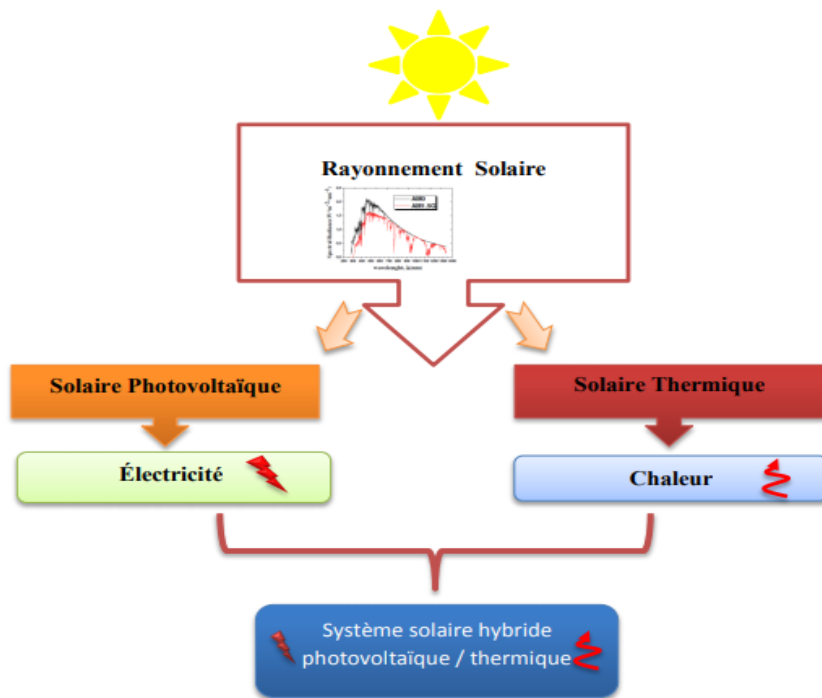 Rayonnement Solaire
Solaire Photovoltaïque
Solaire Thermique
Électricité
Chaleur
Système solaire hybride
photovoltaïque / thermique